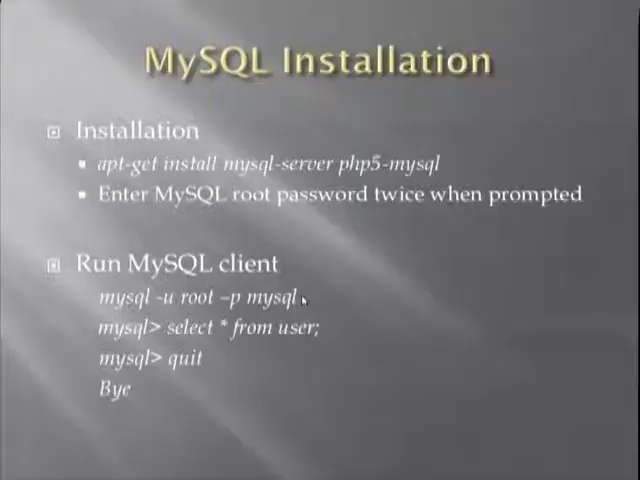 MySQL Installation
Installation
apt-get install mysql-server php5-mysql
Enter MySQL root password twice when prompted
Run MySQL client
mysql -u root –p mysql
mysql> select * from user;
mysql> quit
Bye